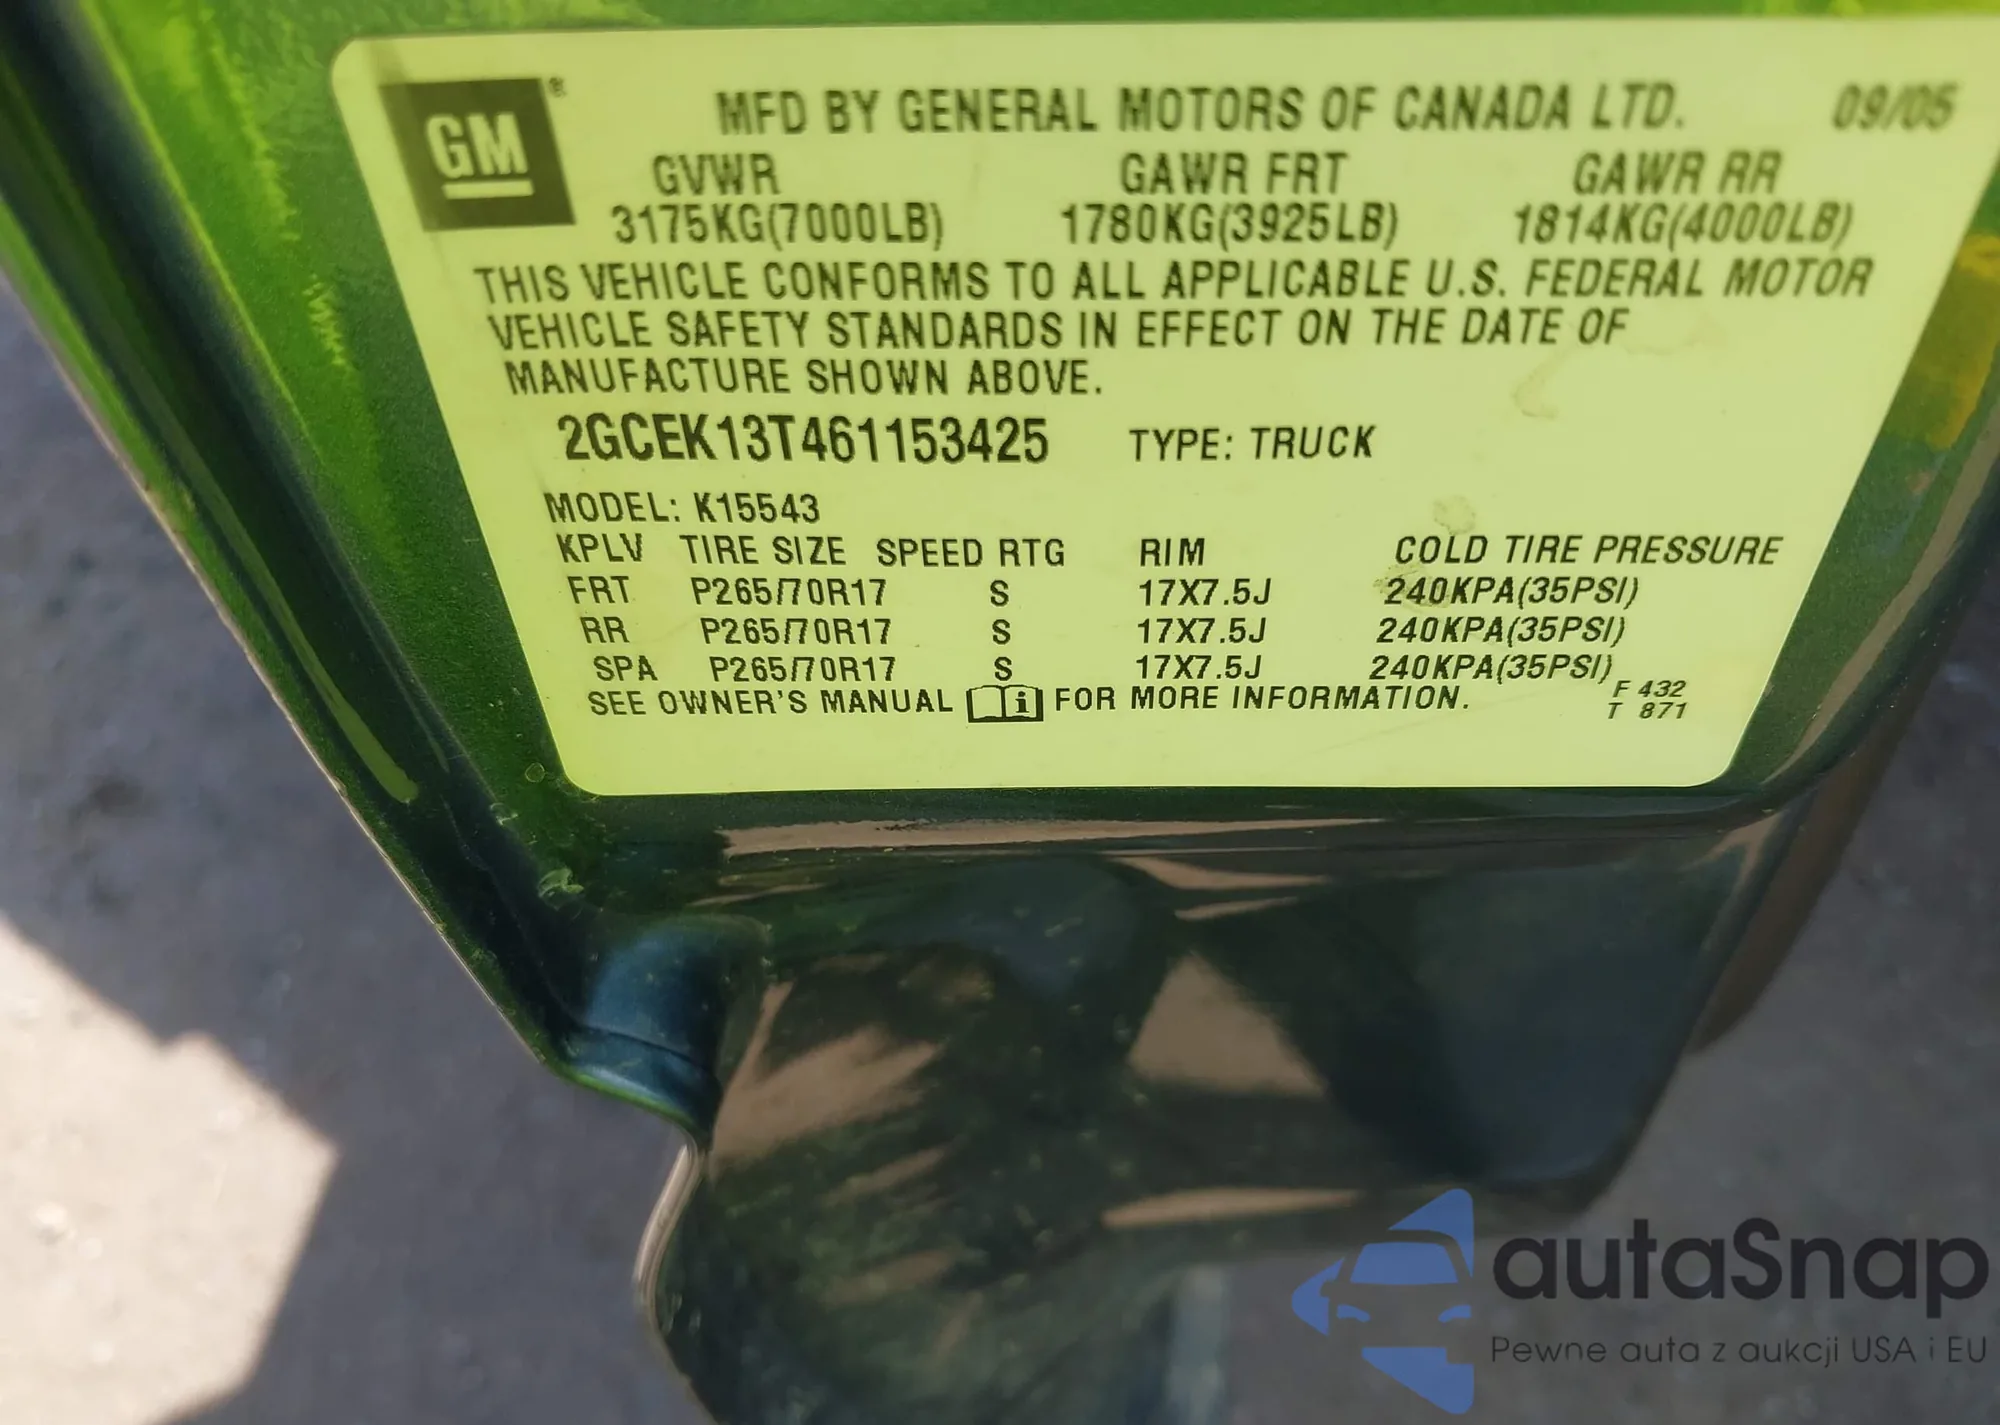 GM®
MFD BY GENERAL MOTORS OF CANADA LTD. 09/05
GVWR GAWR FRT GAWR RR
3175KG(7000LB) 1780KG(3925LB) 1814KG(4000LB)
THIS VEHICLE CONFORMS TO ALL APPLICABLE U.S. FEDERAL MOTOR
VEHICLE SAFETY STANDARDS IN EFFECT ON THE DATE OF
MANUFACTURE SHOWN ABOVE.
2GCEK13T461153425 TYPE: TRUCK
MODEL: K15543
KPLV TIRE SIZE SPEED RTG RIM COLD TIRE PRESSURE
FRT P265/70R17 S 17X7.5J 240KPA(35PSI)
RR P265/70R17 S 17X7.5J 240KPA(35PSI)
SPA P265/70R17 S 17X7.5J 240KPA(35PSI)
SEE OWNER'S MANUAL i FOR MORE INFORMATION.
F 432
T 871
autaSnap
Pewne auta z aukcji USA i EU